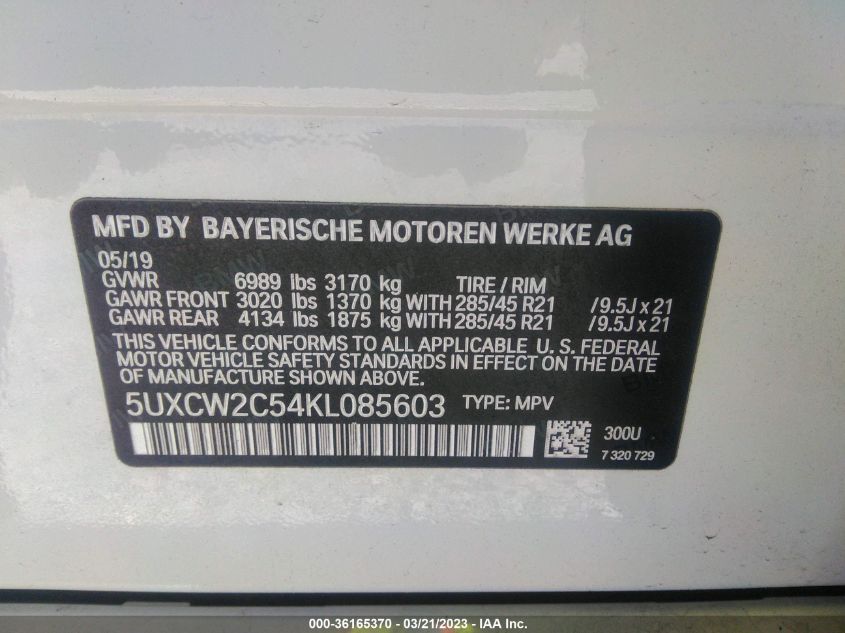 MFD BY BAYERISCHE MOTOREN WERKE AG
05/19
GVWR 6989 lbs 3170 kg TIRE / RIM
GAWR FRONT 3020 lbs 1370 kg WITH 285/45 R21 /9.5J x 21
GAWR REAR 4134 lbs 1875 kg WITH 285/45 R21 /9.5J x 21
THIS VEHICLE CONFORMS TO ALL APPLICABLE U. S. FEDERAL
MOTOR VEHICLE SAFETY STANDARDS IN EFFECT ON THE DATE
OF MANUFACTURE SHOWN ABOVE.
5UXCW2C54KL085603 TYPE: MPV
300U
7 320 729
000-36165370 - 03/21/2023 - IAA Inc.